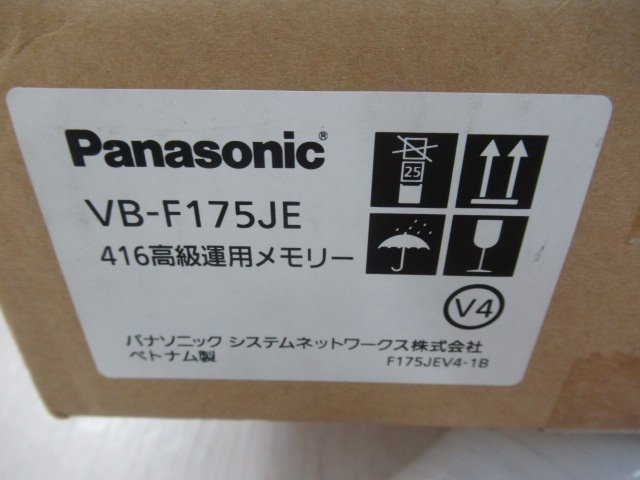 Panasonic®
VB-F175JE
416高級運用メモリー
25
V4
パナソニック システムネットワークス株式会社
ベトナム製
F175JEV4-1B